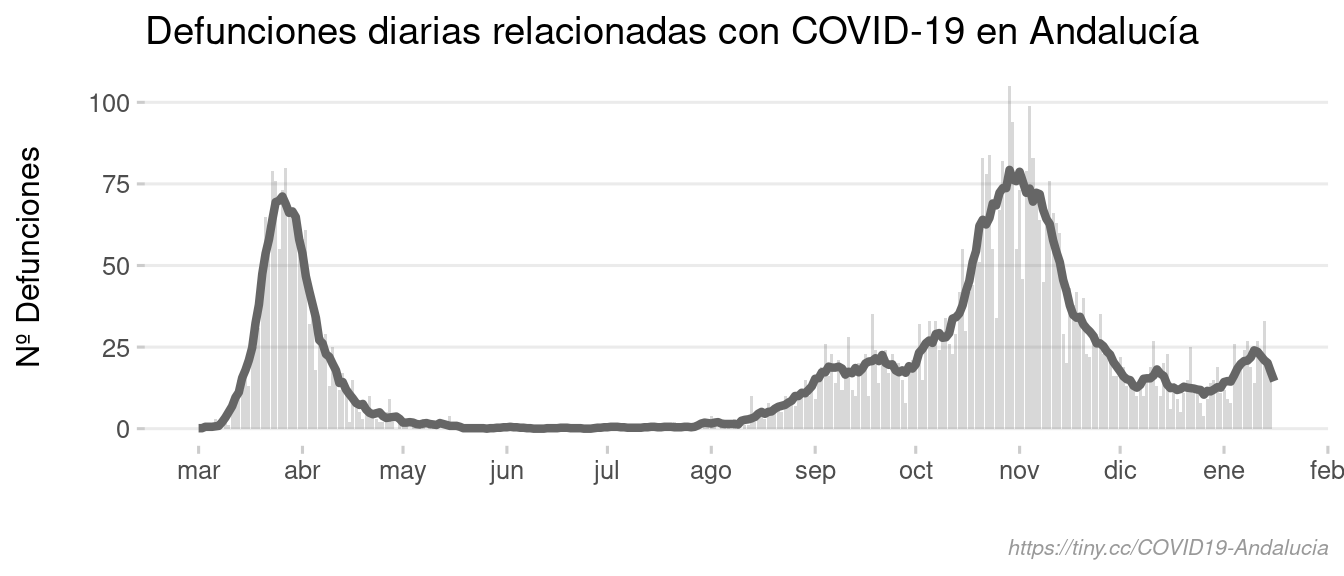 Defunciones diarias relacionadas con COVID-19 en Andalucía
Nº Defunciones
100
75
50
25
0
mar abr may jun jul ago sep oct nov dic ene feb
https://tiny.cc/COVID19-Andalucia